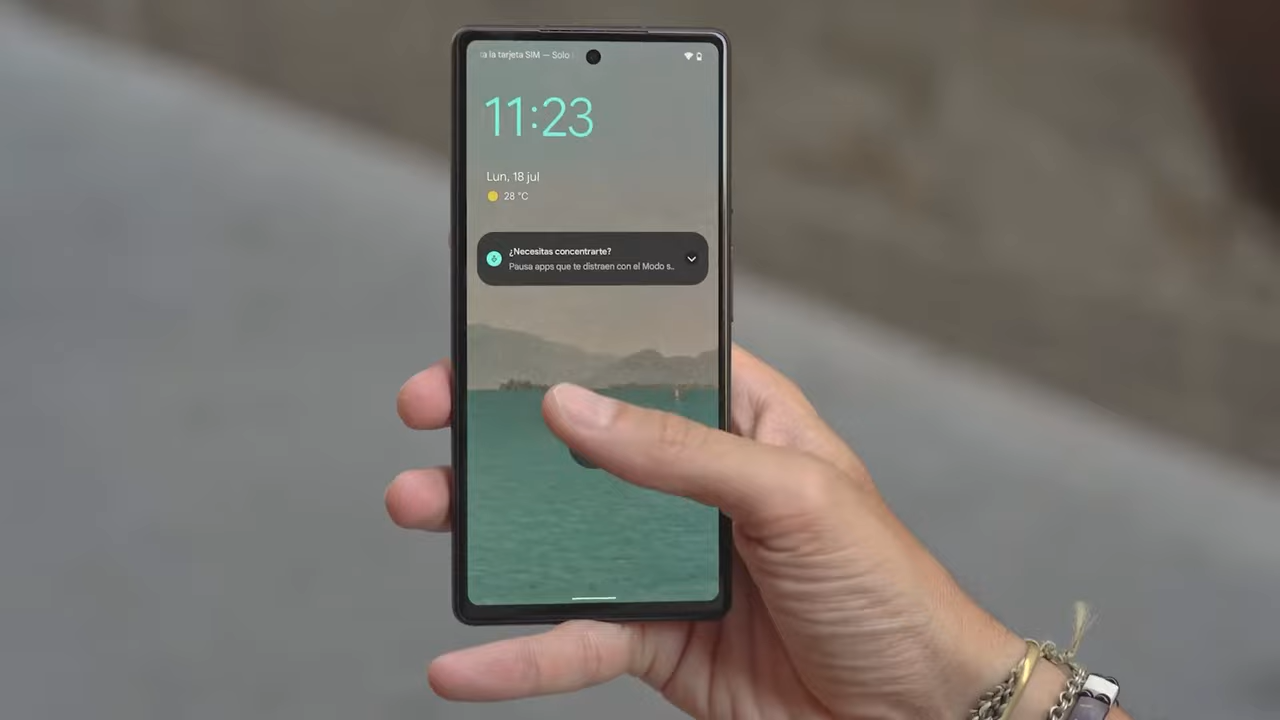 la tarjeta SIM — Solo
11:23
Lun, 18 jul
28 °C
¿Necesitas concentrarte?
Pausa apps que te distraen con el Modo s..